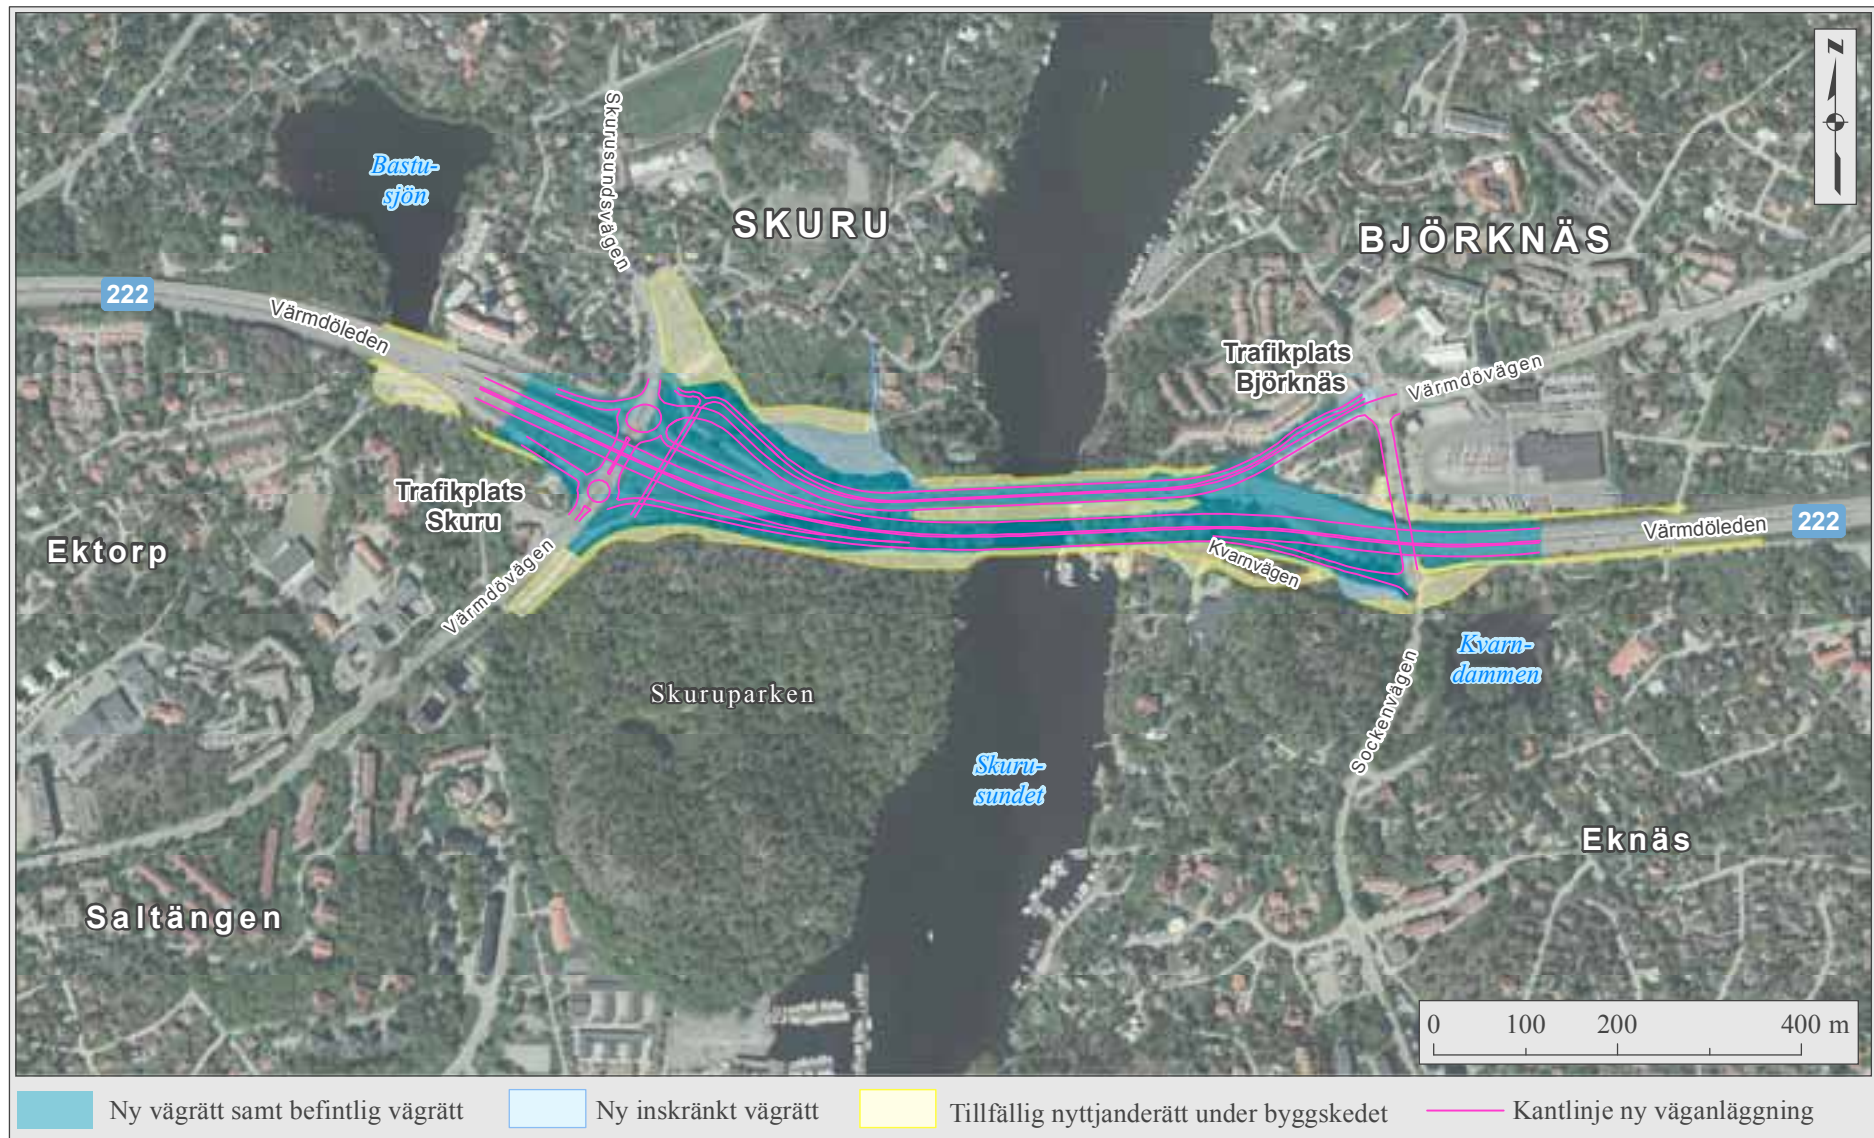 N
Skurusundsvägen
Bastu-
sjön
SKURU
BJÖRKNÄS
222
Värmdöleden
Trafikplats
Björknäs
Värmdövägen
Trafikplats
Skuru
Värmdöleden
222
Ektorp
Värmdövägen
Kvarnvägen
Kvarn-
dammen
Skuruparken
Sockenvägen
Skuru-
sundet
Eknäs
Saltängen
0 100 200 400 m
Ny vägrätt samt befintlig vägrätt
Ny inskränkt vägrätt
Tillfällig nyttjanderätt under byggskedet
Kantlinje ny väganläggning